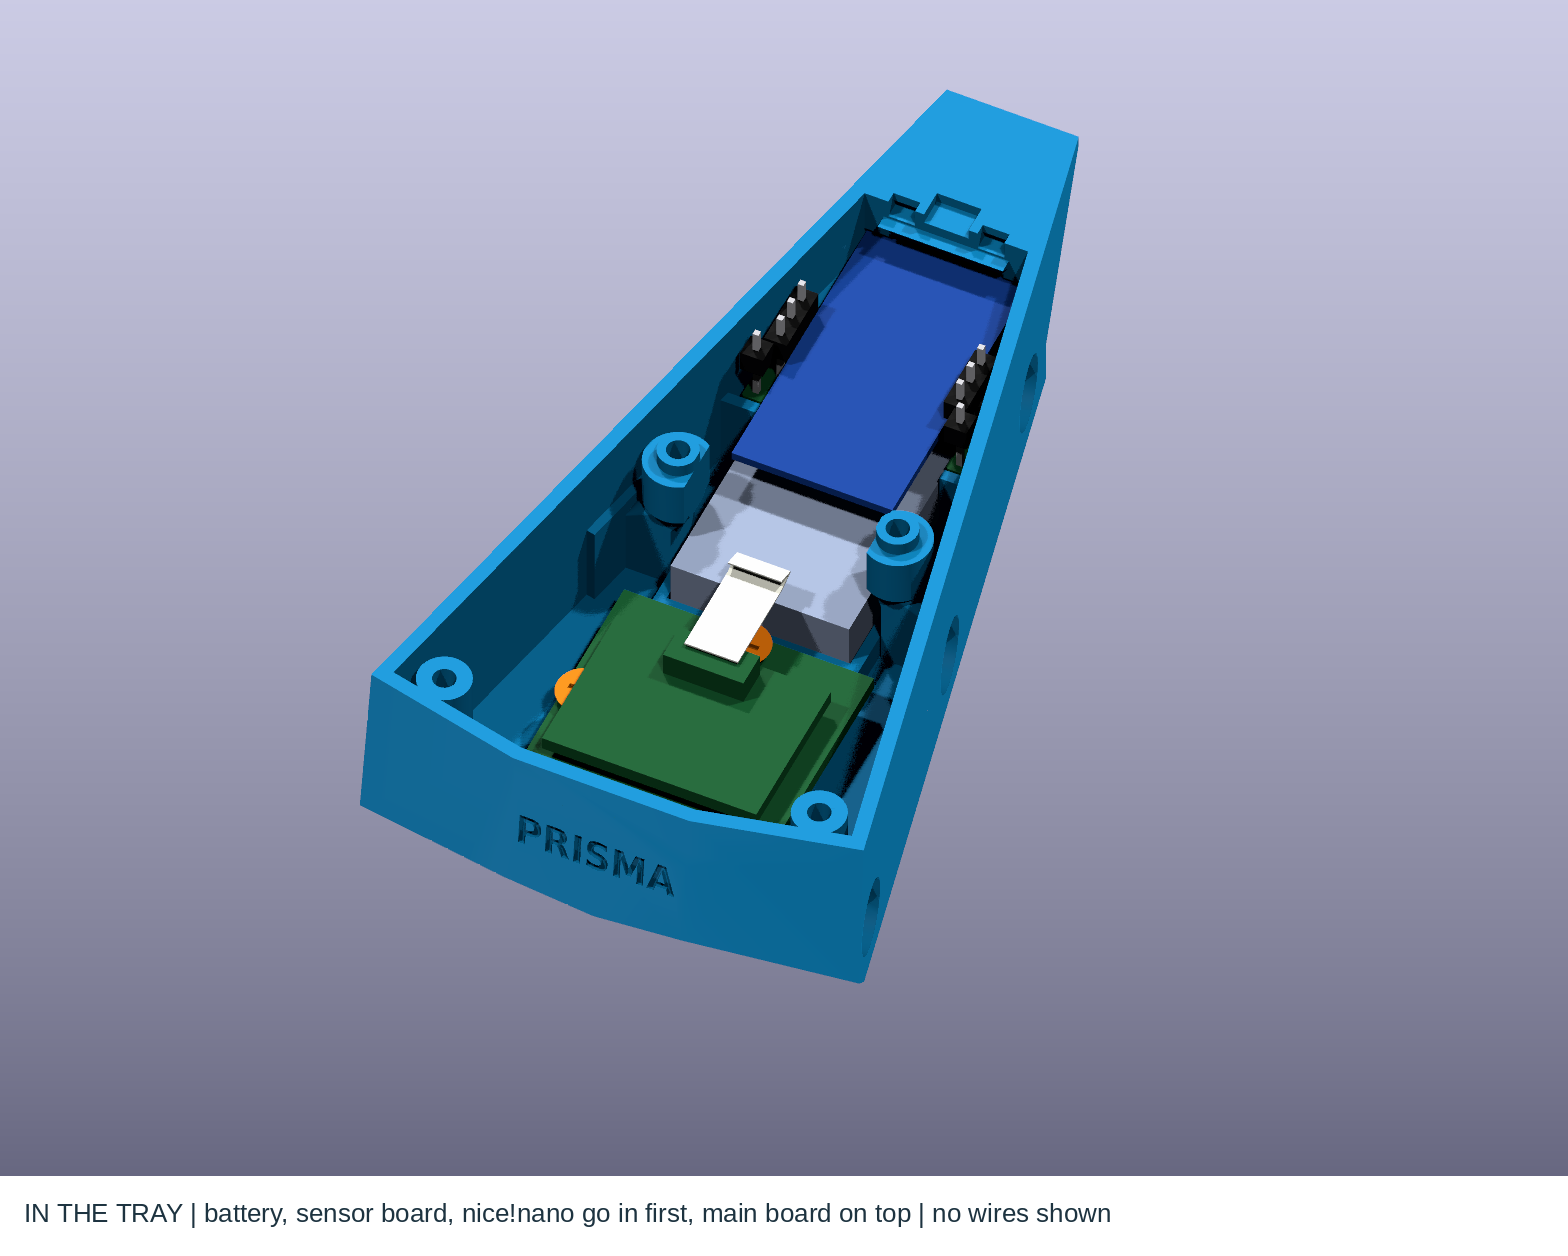 PRISMA
IN THE TRAY | battery, sensor board, nice!nano go in first, main board on top | no wires shown